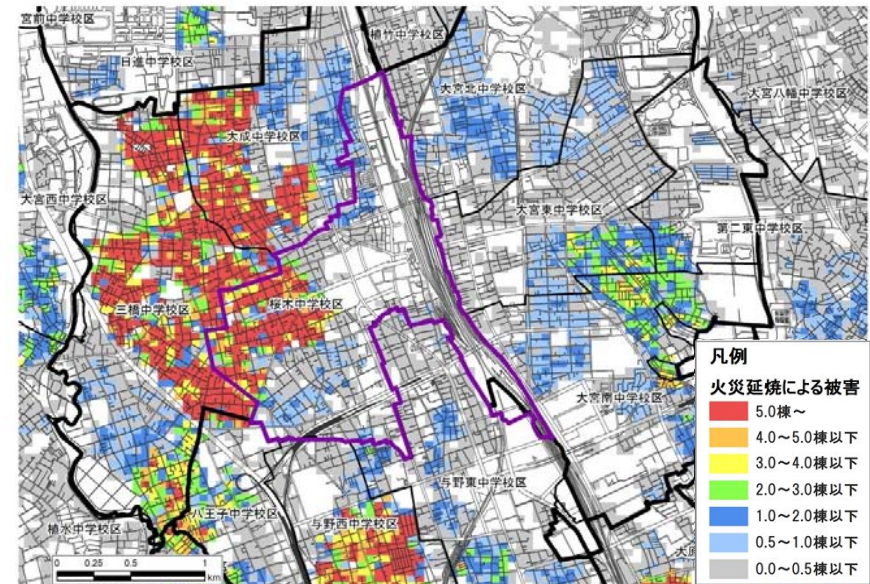 宮前中学校区
植竹中学校区
日進中学校区
大宮北中学校区
大宮八幡中学校区
大成中学校区
大宮西中学校区
大宮東中学校区
第二東中学校区
三橋中学校区
桜木中学校区
大宮南中学校区
与野東中学校区
八王子中学校区
与野西中学校区
植水中学校区
大原
0 0.25 0.5 1
km
凡例
火災延焼による被害
5.0棟~
4.0~5.0棟以下
3.0~4.0棟以下
2.0~3.0棟以下
1.0~2.0棟以下
0.5~1.0棟以下
0.0~0.5棟以下